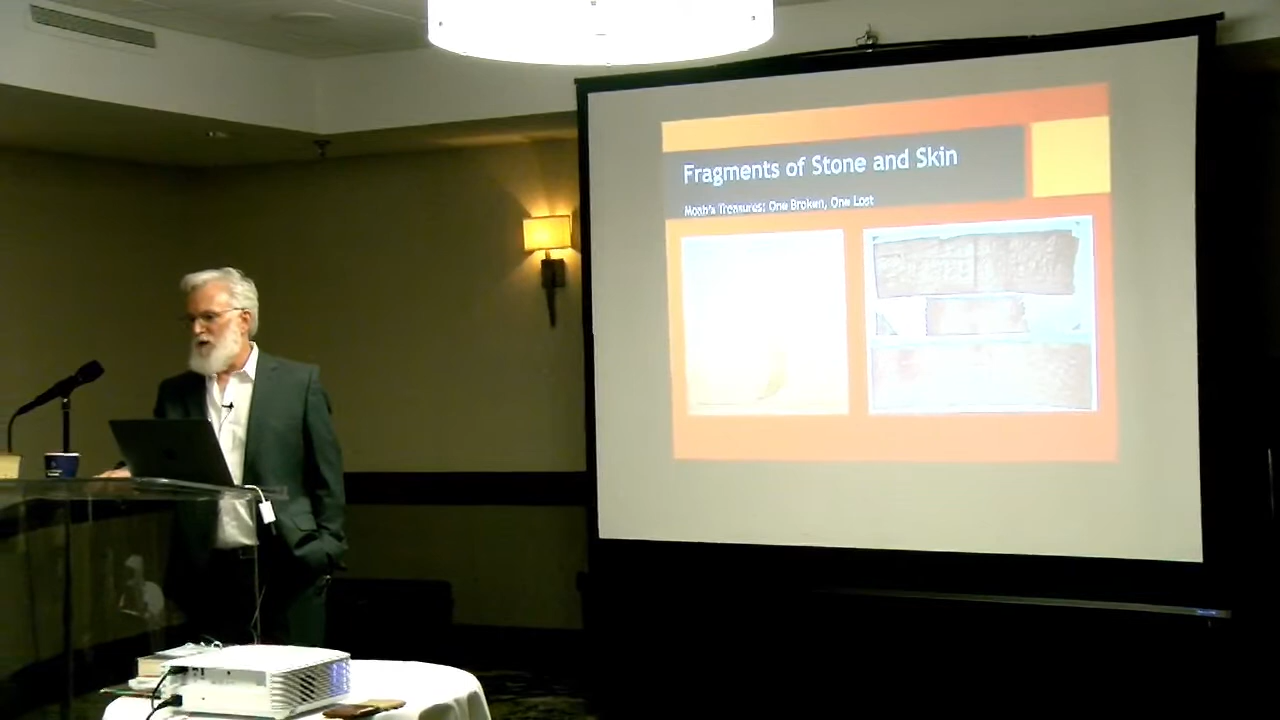 Fragments of Stone and Skin
Moab's Treasures: One Broken, One Lost